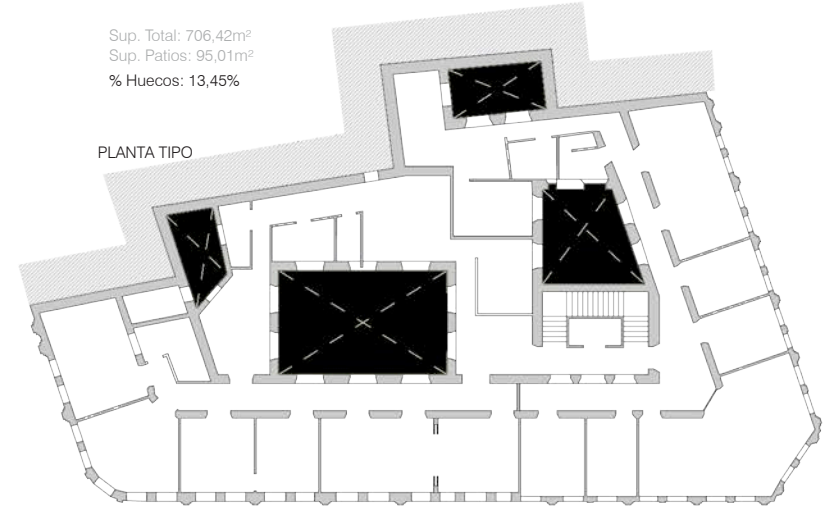 Sup. Total: 706,42m²
Sup. Patios: 95,01m²
% Huecos: 13,45%
PLANTA TIPO